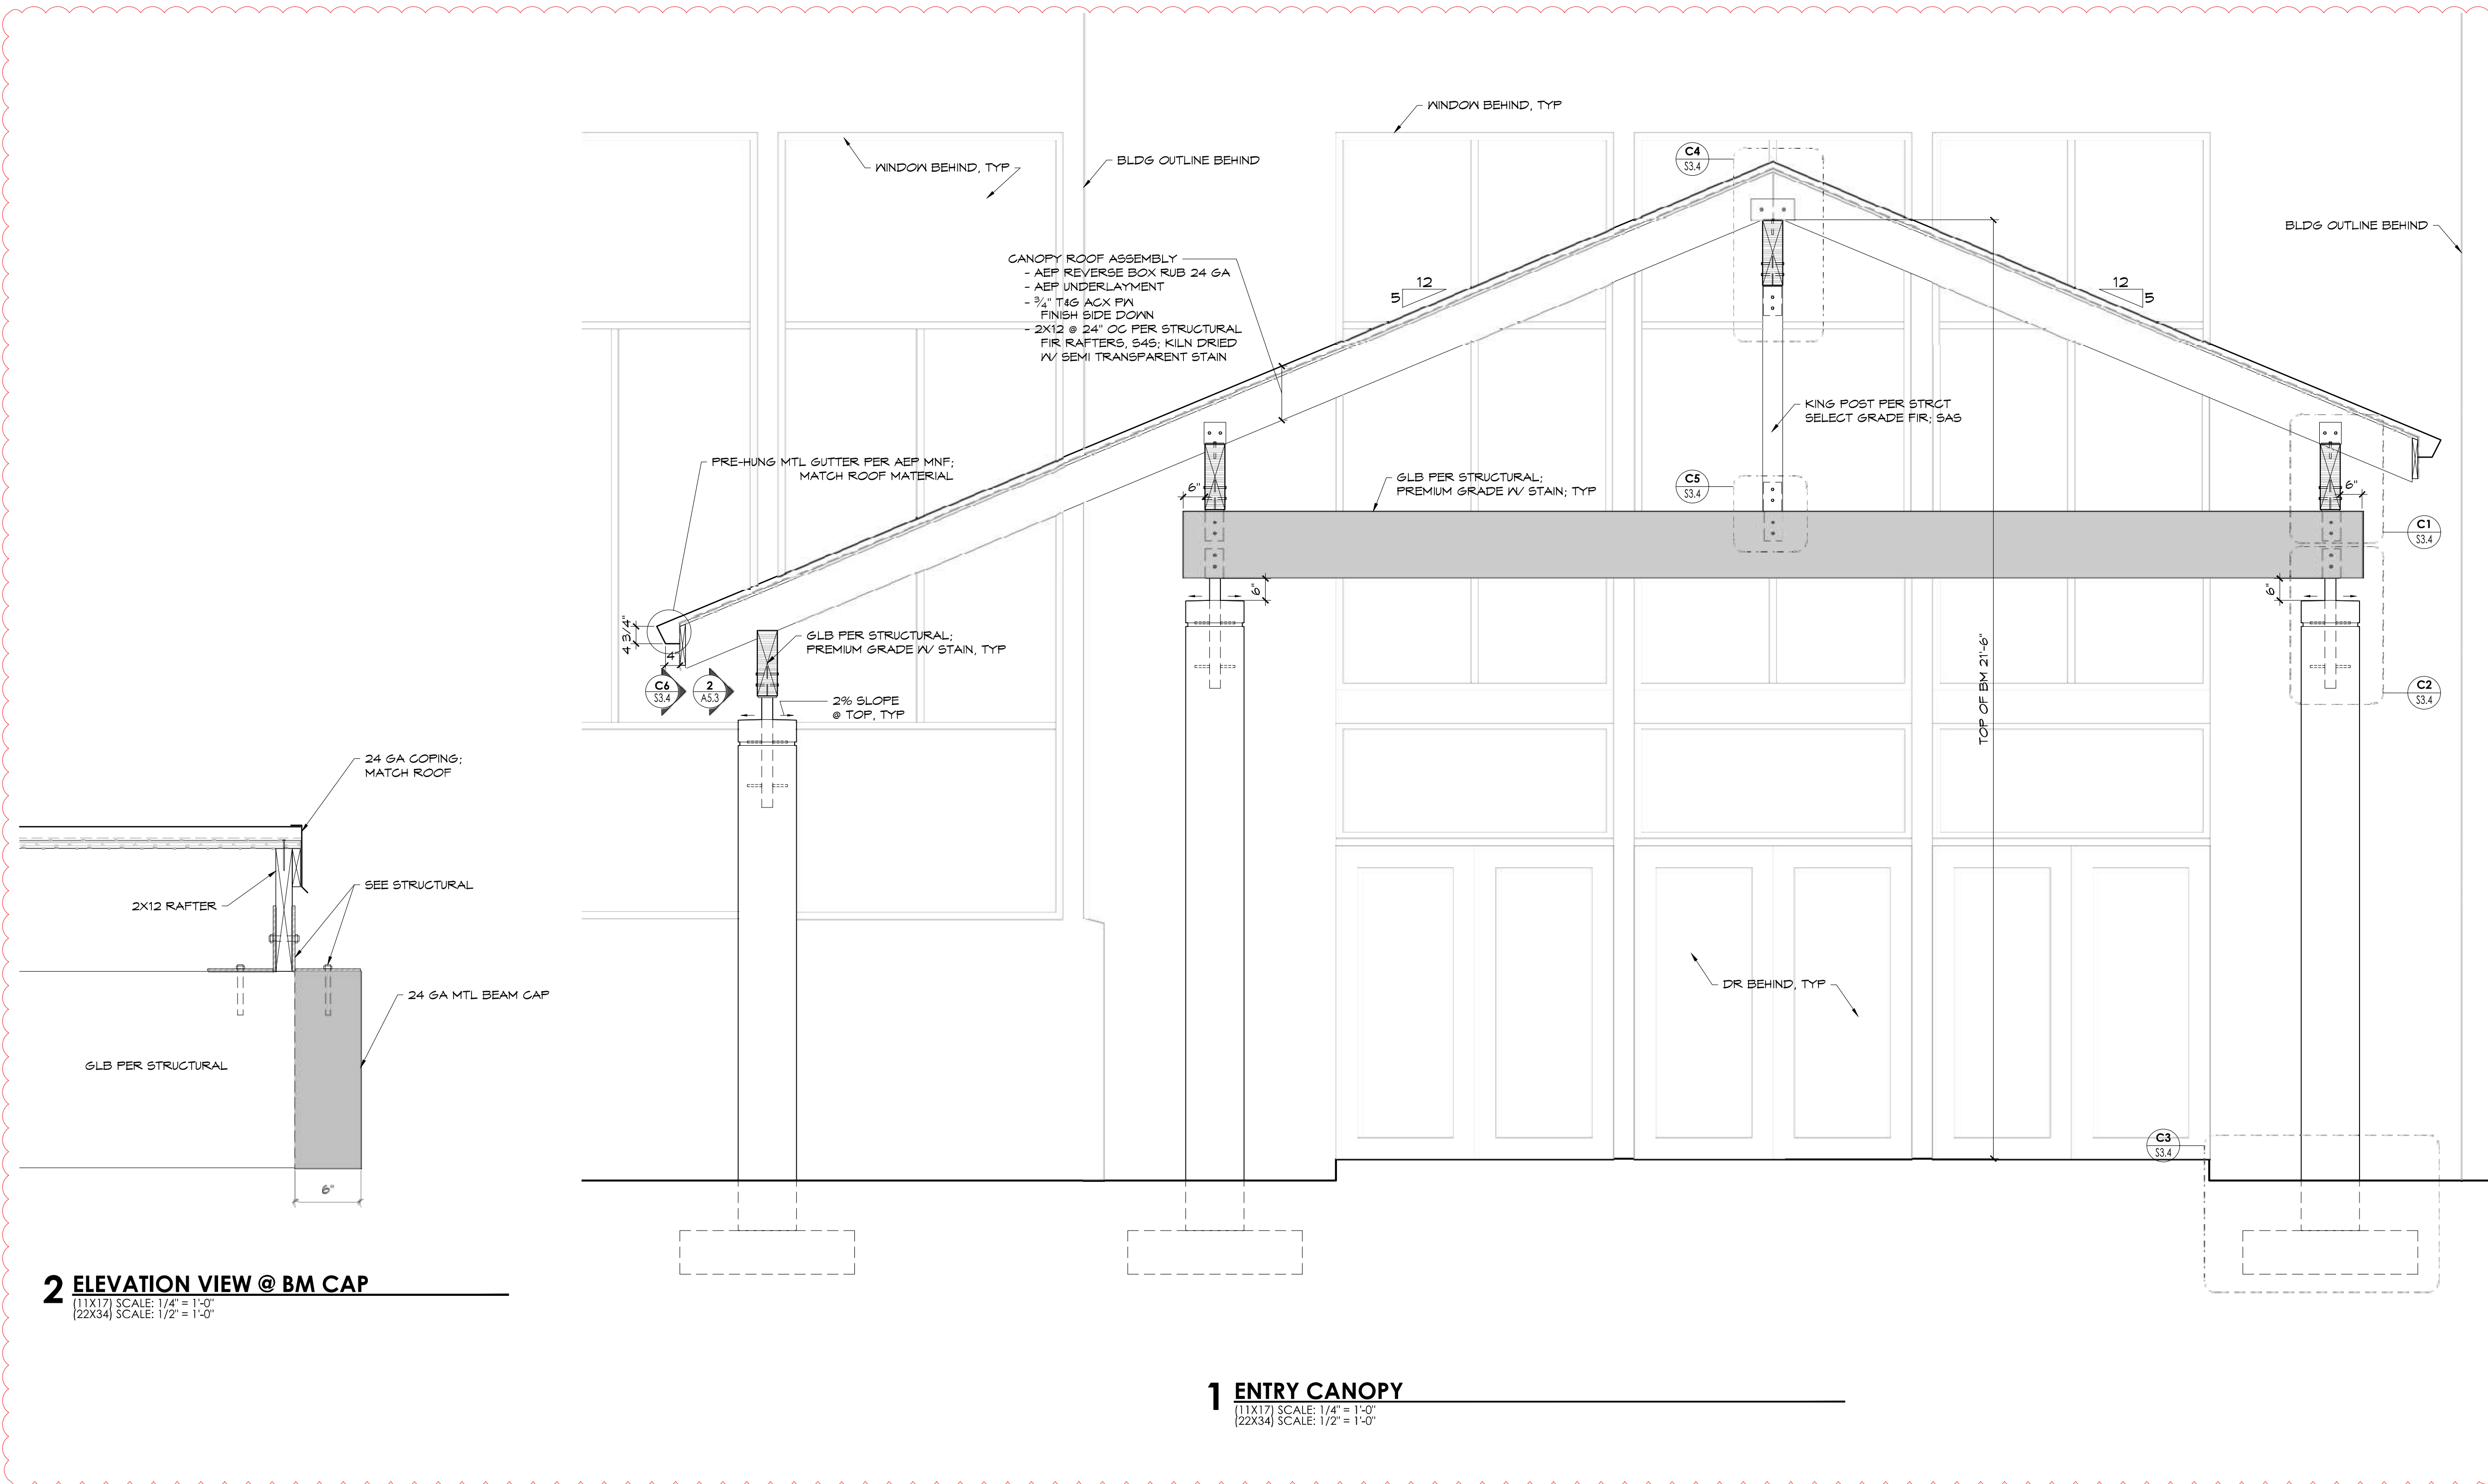 WINDOW BEHIND, TYP
WINDOW BEHIND, TYP
BLDG OUTLINE BEHIND
C4
S3.4
BLDG OUTLINE BEHIND
CANOPY ROOF ASSEMBLY
- AEP REVERSE BOX RUB 24 GA
- AEP UNDERLAYMENT
- 3/4" T&G ACX PW
FINISH SIDE DOWN
- 2X12 @ 24" OC PER STRUCTURAL
FIR RAFTERS, S4S; KILN DRIED
W/ SEMI TRANSPARENT STAIN
12
5
12
5
KING POST PER STRCT
SELECT GRADE FIR; SAS
PRE-HUNG MTL GUTTER PER AEP MNF;
MATCH ROOF MATERIAL
GLB PER STRUCTURAL;
PREMIUM GRADE W/ STAIN; TYP
C5
S3.4
6"
6"
C1
S3.4
6"
6"
4 3/4"
4"
GLB PER STRUCTURAL;
PREMIUM GRADE W/ STAIN, TYP
TOP OF BM 21'-6"
C6
S3.4
2
A5.3
2% SLOPE
@ TOP, TYP
C2
S3.4
24 GA COPING;
MATCH ROOF
SEE STRUCTURAL
2X12 RAFTER
24 GA MTL BEAM CAP
DR BEHIND, TYP
GLB PER STRUCTURAL
C3
S3.4
6"
2 ELEVATION VIEW @ BM CAP
(11X17) SCALE: 1/4" = 1'-0"
(22X34) SCALE: 1/2" = 1'-0"
1 ENTRY CANOPY
(11X17) SCALE: 1/4" = 1'-0"
(22X34) SCALE: 1/2" = 1'-0"